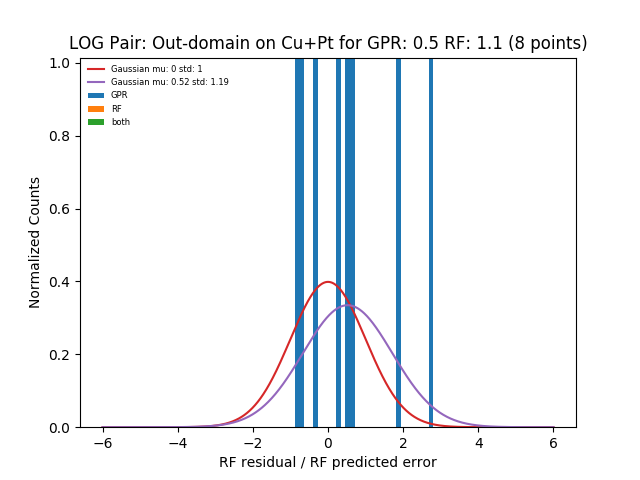 LOG Pair: Out-domain on Cu+Pt for GPR: 0.5 RF: 1.1 (8 points)
Gaussian mu: 0 std: 1
Gaussian mu: 0.52 std: 1.19
GPR
RF
both
Normalized Counts
1.0
0.8
0.6
0.4
0.2
0.0
−6
−4
−2
0
2
4
6
RF residual / RF predicted error